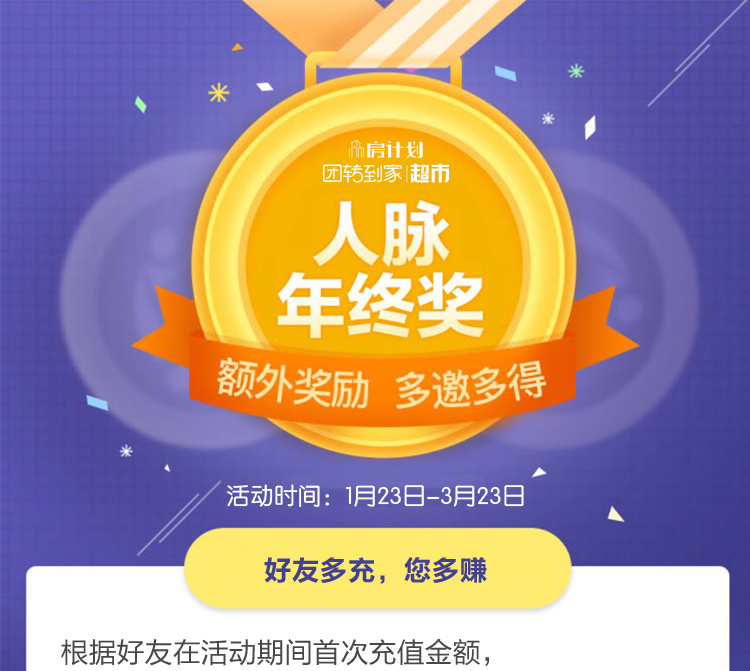 房计划
团转到家|超市
人脉
年终奖
额外奖励 多邀多得
活动时间：1月23日-3月23日
好友多充，您多赚
根据好友在活动期间首次充值金额，